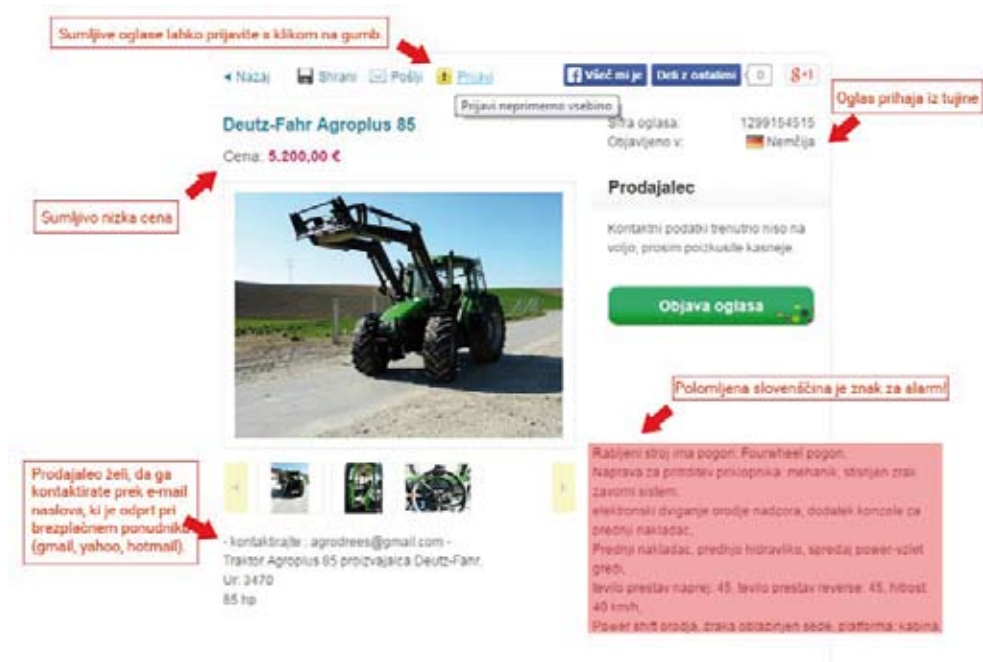 Sumljive oglase lahko prijavite s klikom na gumb.
Nazaj Shrani Pošlji Prijavi
Všeč mi je Deli z ostalimi 0 g+1
Prijavi neprimerno vsebino
Oglas prihaja iz tujine
Deutz-Fahr Agroplus 85
Cena: 5.200,00 €
Šifra oglasa: 1299154515
Objavljeno v: Nemčija
Sumljivo nizka cena
Prodajalec
Kontaktni podatki trenutno niso na
voljo, prosim poizkusite kasneje.
Objava oglasa
Polomljena slovenščina je znak za alarm!
Prodajalec želi, da ga
kontaktirate prek e-mail
naslova, ki je odprt pri
brezplačnem ponudniku
(gmail, yahoo, hotmail).
- kontaktirajte : agrodrees@gmail.com -
Traktor Agroplus 85 proizvajalca Deutz-Fahr.
Ur: 3470
85 hp
Rabljeni stroj ima pogon: Fourwheel pogon,
Naprava za pritrditev priklopnika: mehanik, stisnjen zrak
zavorni sistem,
elektronski dviganje orodje nadzora, dodatek konzole za
prednji nakladac,
Prednji nakladac, prednjo hidravliko, spredaj power-vzlet
gredi,
tevilo prestav naprej: 45, tevilo prestav reverse: 45, hitrost:
40 km/h,
Power shift orodja, zraka oblazinjen sede, platforma: kabina,